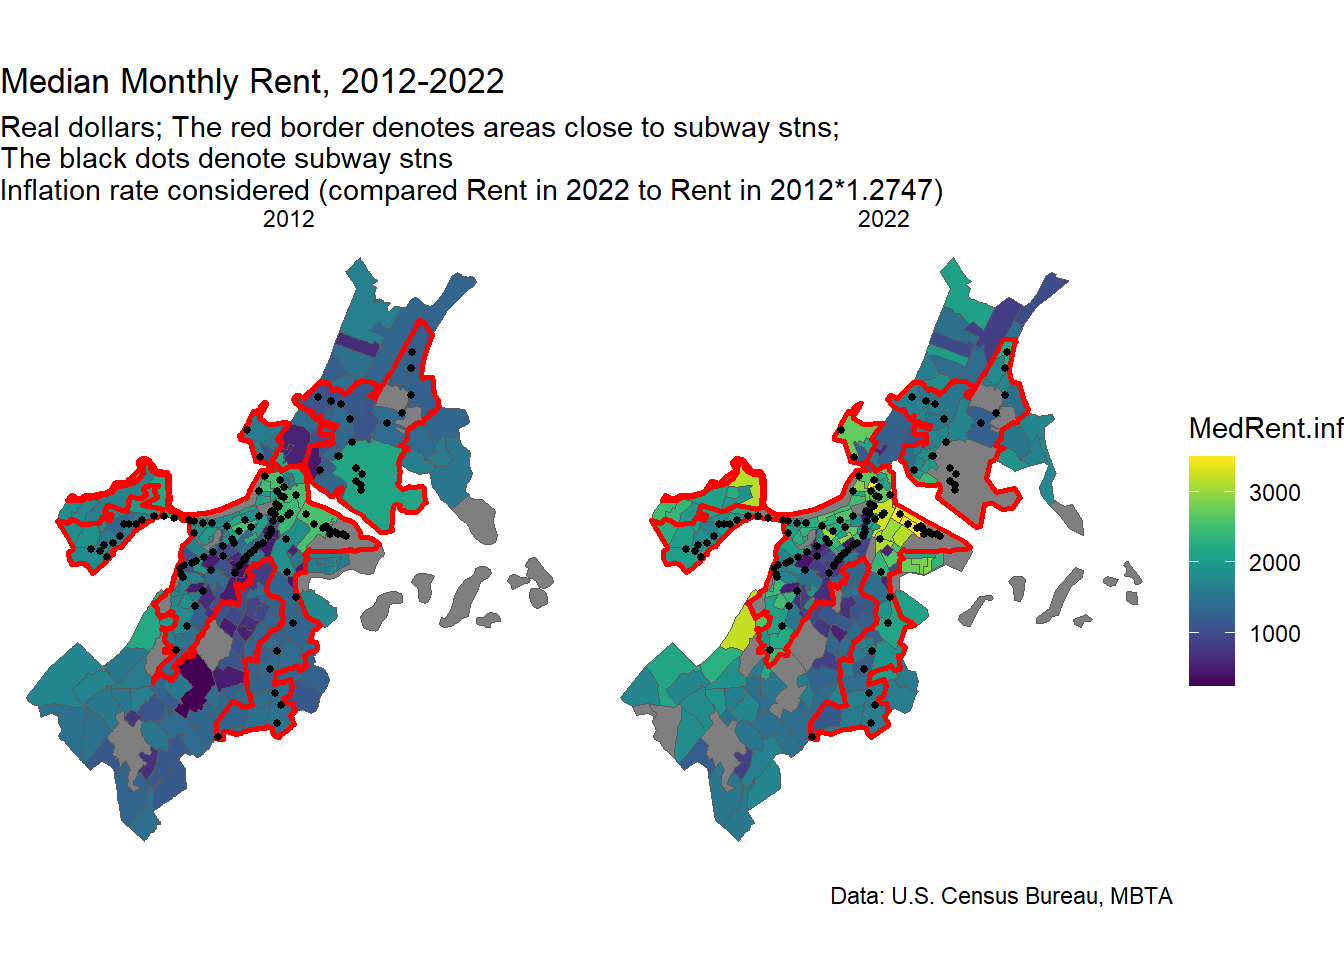 Median Monthly Rent, 2012-2022
Real dollars; The red border denotes areas close to subway stns;
The black dots denote subway stns
Inflation rate considered (compared Rent in 2022 to Rent in 2012*1.2747)
2012
2022
MedRent.inf
3000
2000
1000
Data: U.S. Census Bureau, MBTA